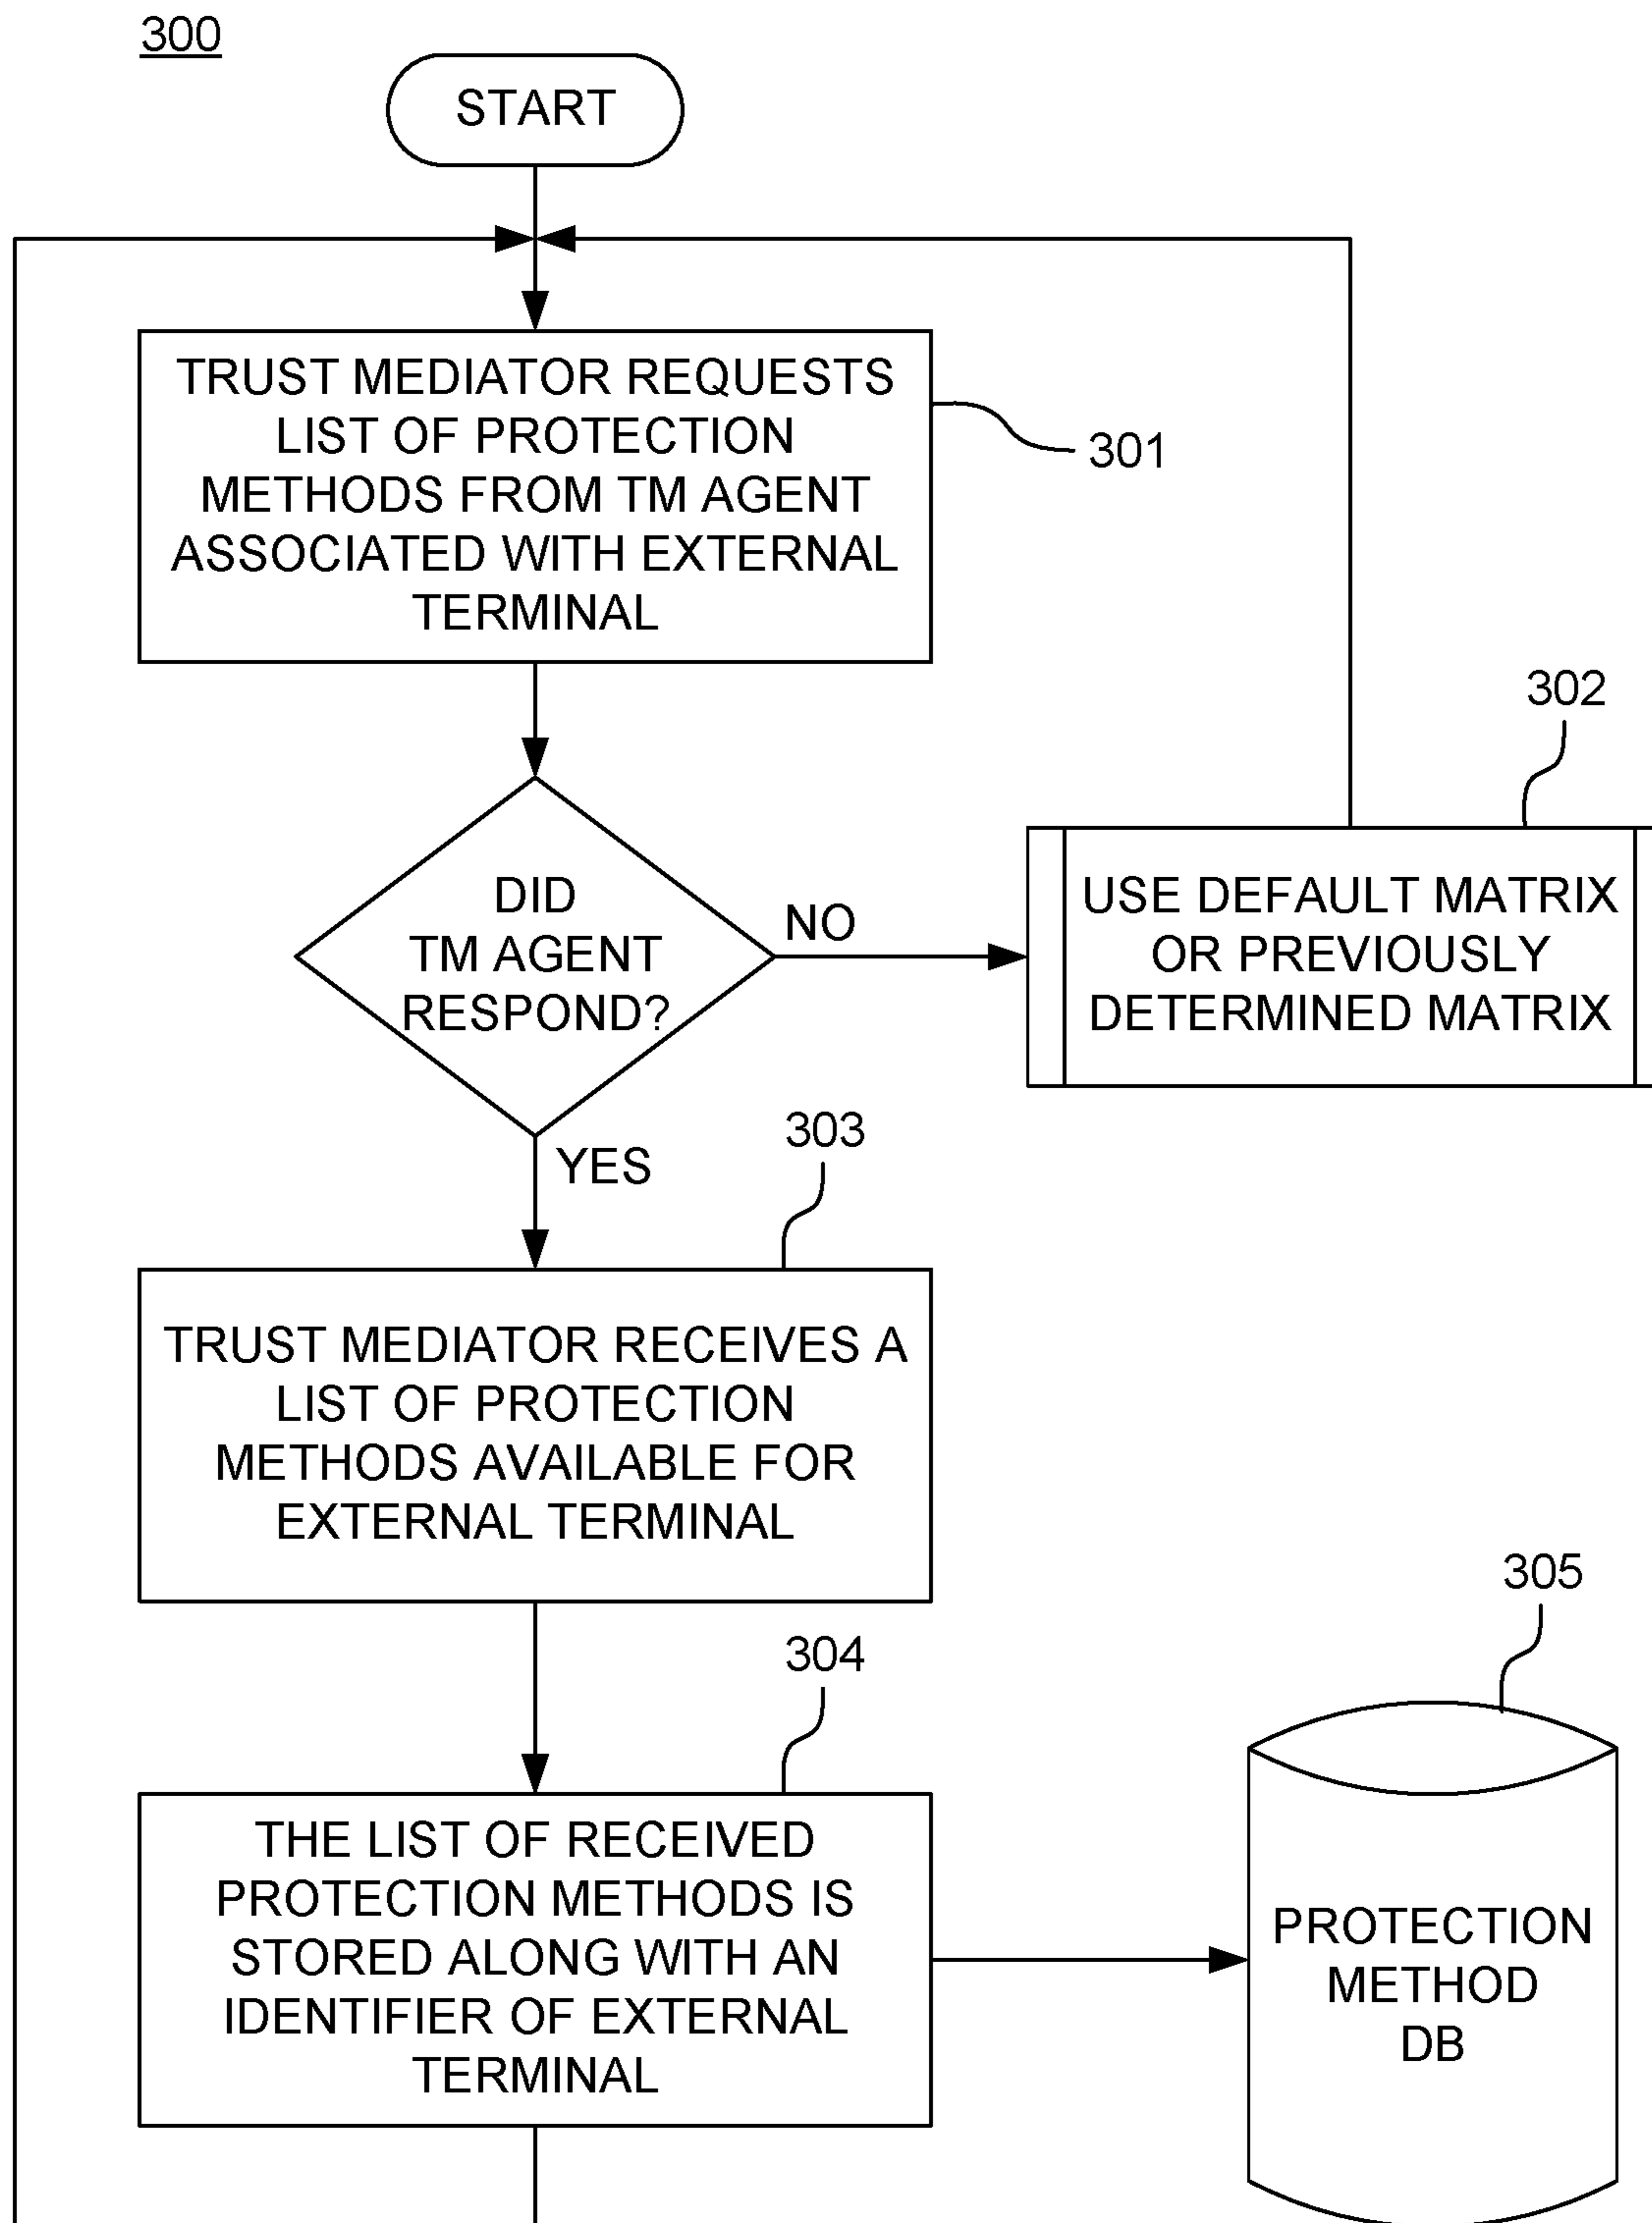 300
START
TRUST MEDIATOR REQUESTS
LIST OF PROTECTION
METHODS FROM TM AGENT
ASSOCIATED WITH EXTERNAL
TERMINAL
301
302
DID
TM AGENT
RESPOND?
NO
USE DEFAULT MATRIX
OR PREVIOUSLY
DETERMINED MATRIX
YES
303
TRUST MEDIATOR RECEIVES A
LIST OF PROTECTION
METHODS AVAILABLE FOR
EXTERNAL TERMINAL
304
305
THE LIST OF RECEIVED
PROTECTION METHODS IS
STORED ALONG WITH AN
IDENTIFIER OF EXTERNAL
TERMINAL
PROTECTION
METHOD
DB